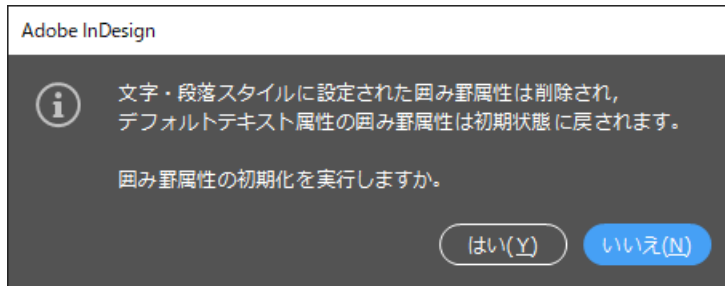 Adobe InDesign
文字・段落スタイルに設定された囲み罫属性は削除され，
デフォルトテキスト属性の囲み罫属性は初期状態に戻されます。
囲み罫属性の初期化を実行しますか。
はい(Y)
いいえ(N)